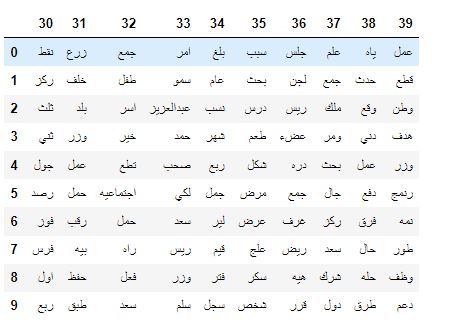 30 31 32 33 34 35 36 37 38 39
0 نقط زرع جمع امر بلغ سبب جلس علم ياه عمل
1 ركز خلف طفل سمو عام بحث لجن جمع حدث قطع
2 ثلث بلد اسر عبدالعزيز نسب درس ريس ملك وقع وطن
3 ثني وزر خير حمد شهر طعم عضء ومر دني هدف
4 جول عمل تطع صحب ربع شكل دره بحث عمل وزر
5 رصد حمل اجتماعيه لكي جمل مرض جمع جال دفع ردمج
6 فوز رقب حمل سعد لير عرض غرف ركز فرق نمه
7 فرس بيه راه ريس قيم علج ريض سعد حال طور
8 اول حفظ فعل وزر فتر سكر هيه شرك حله وظف
9 ربع طبق سعد سلم سجل شخص قرر دول طرق دعم